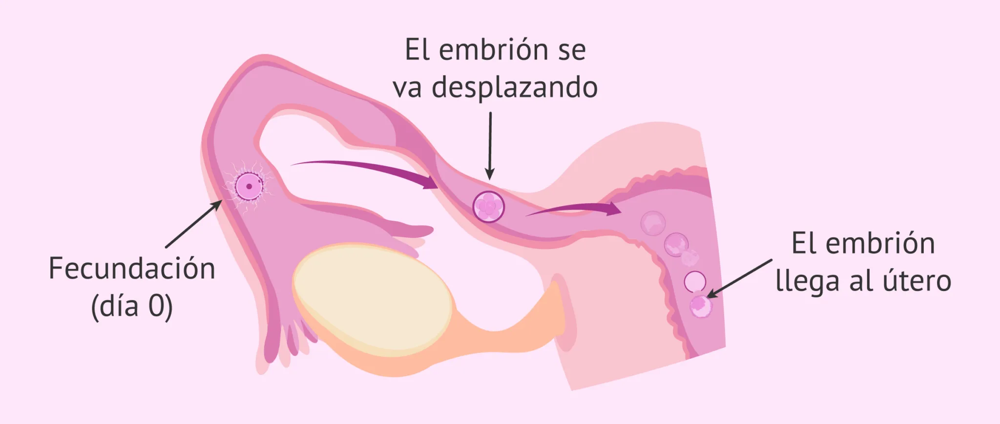 El embrión se
va desplazando
Fecundación
(día 0)
El embrión
llega al útero